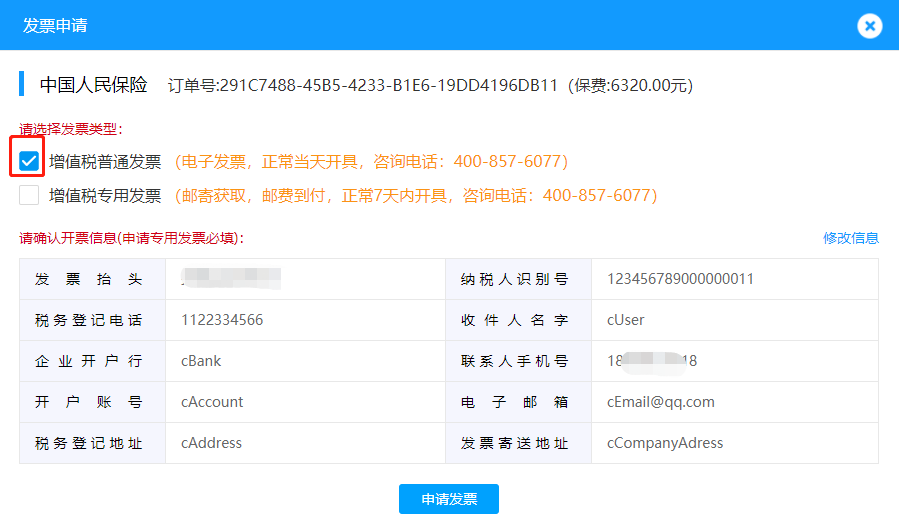 发票申请
中国人民保险 订单号:291C7488-45B5-4233-B1E6-19DD4196DB11（保费:6320.00元）
请选择发票类型：
增值税普通发票 （电子发票，正常当天开具，咨询电话：400-857-6077）
增值税专用发票 （邮寄获取，邮费到付，正常7天内开具，咨询电话：400-857-6077）
请确认开票信息(申请专用发票必填)： 修改信息
发票抬头 纳税人识别号 123456789000000011
税务登记电话 1122334566 收件人名字 cUser
企业开户行 cBank 联系人手机号 18 18
开户账号 cAccount 电子邮箱 cEmail@qq.com
税务登记地址 cAddress 发票寄送地址 cCompanyAdress
申请发票